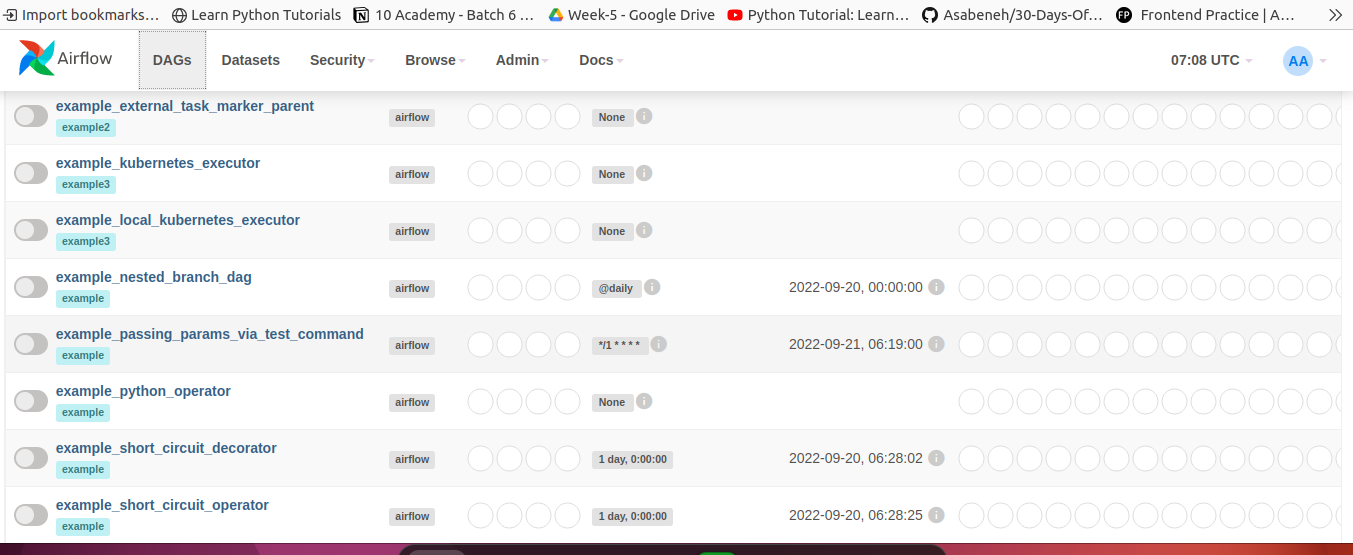 Import bookmarks… Learn Python Tutorials 10 Academy - Batch 6 … Week-5 - Google Drive Python Tutorial: Learn… Asabeneh/30-Days-Of… FP Frontend Practice | A…
Airflow DAGs Datasets Security Browse Admin Docs 07:08 UTC AA
example_external_task_marker_parent
example2 airflow None i
example_kubernetes_executor
example3 airflow None i
example_local_kubernetes_executor
example3 airflow None i
example_nested_branch_dag
example airflow @daily i 2022-09-20, 00:00:00 i
example_passing_params_via_test_command
example airflow */1 * * * * i 2022-09-21, 06:19:00 i
example_python_operator
example airflow None i
example_short_circuit_decorator
example airflow 1 day, 0:00:00 2022-09-20, 06:28:02 i
example_short_circuit_operator
example airflow 1 day, 0:00:00 2022-09-20, 06:28:25 i